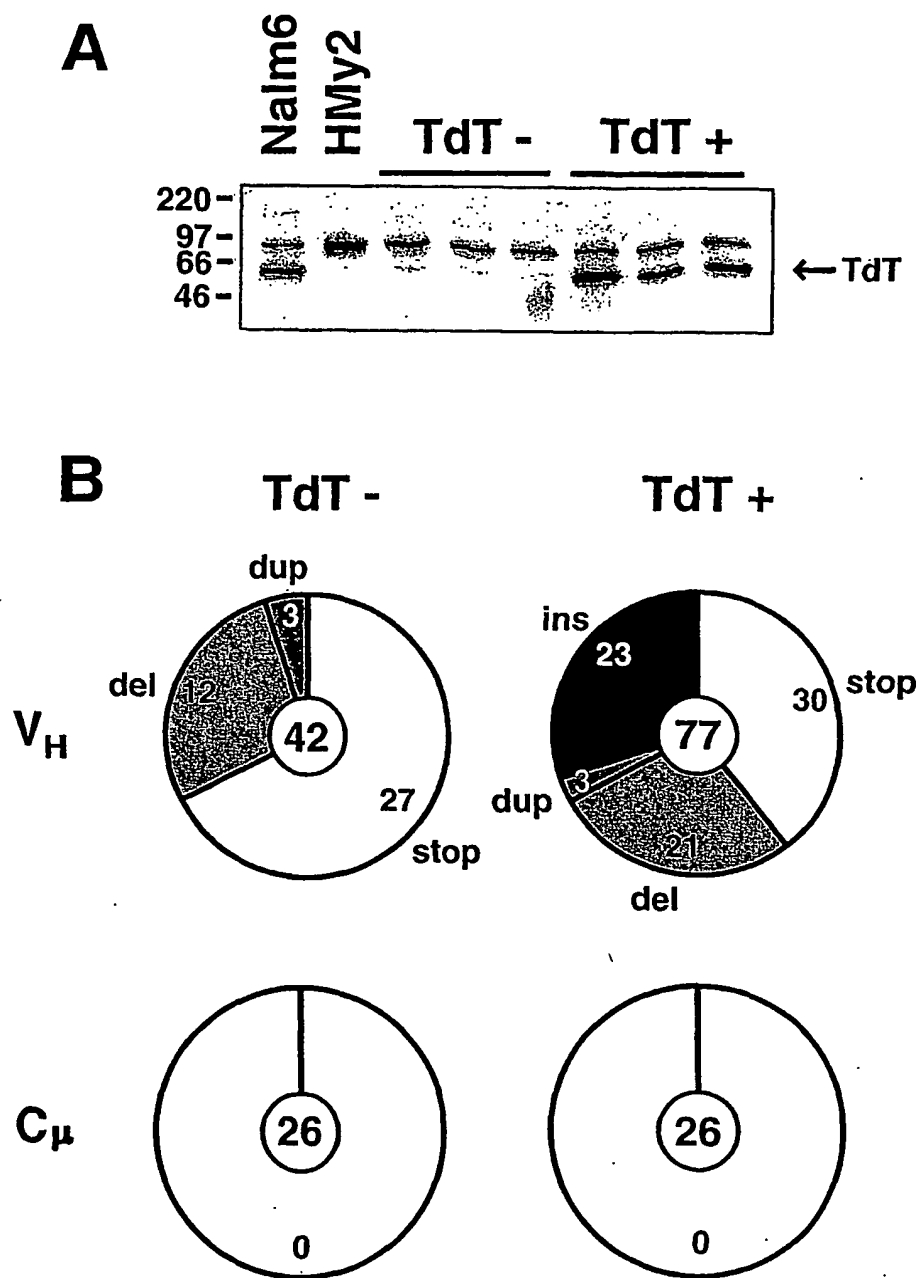 A
Nalm6
HMy2
TdT -
TdT +
220
97
66
46
←TdT
B
TdT -
TdT +
VH
dup
3
del
12
42
27
stop
ins
23
30
stop
77
dup
3
21
del
Cμ
26
0
26
0